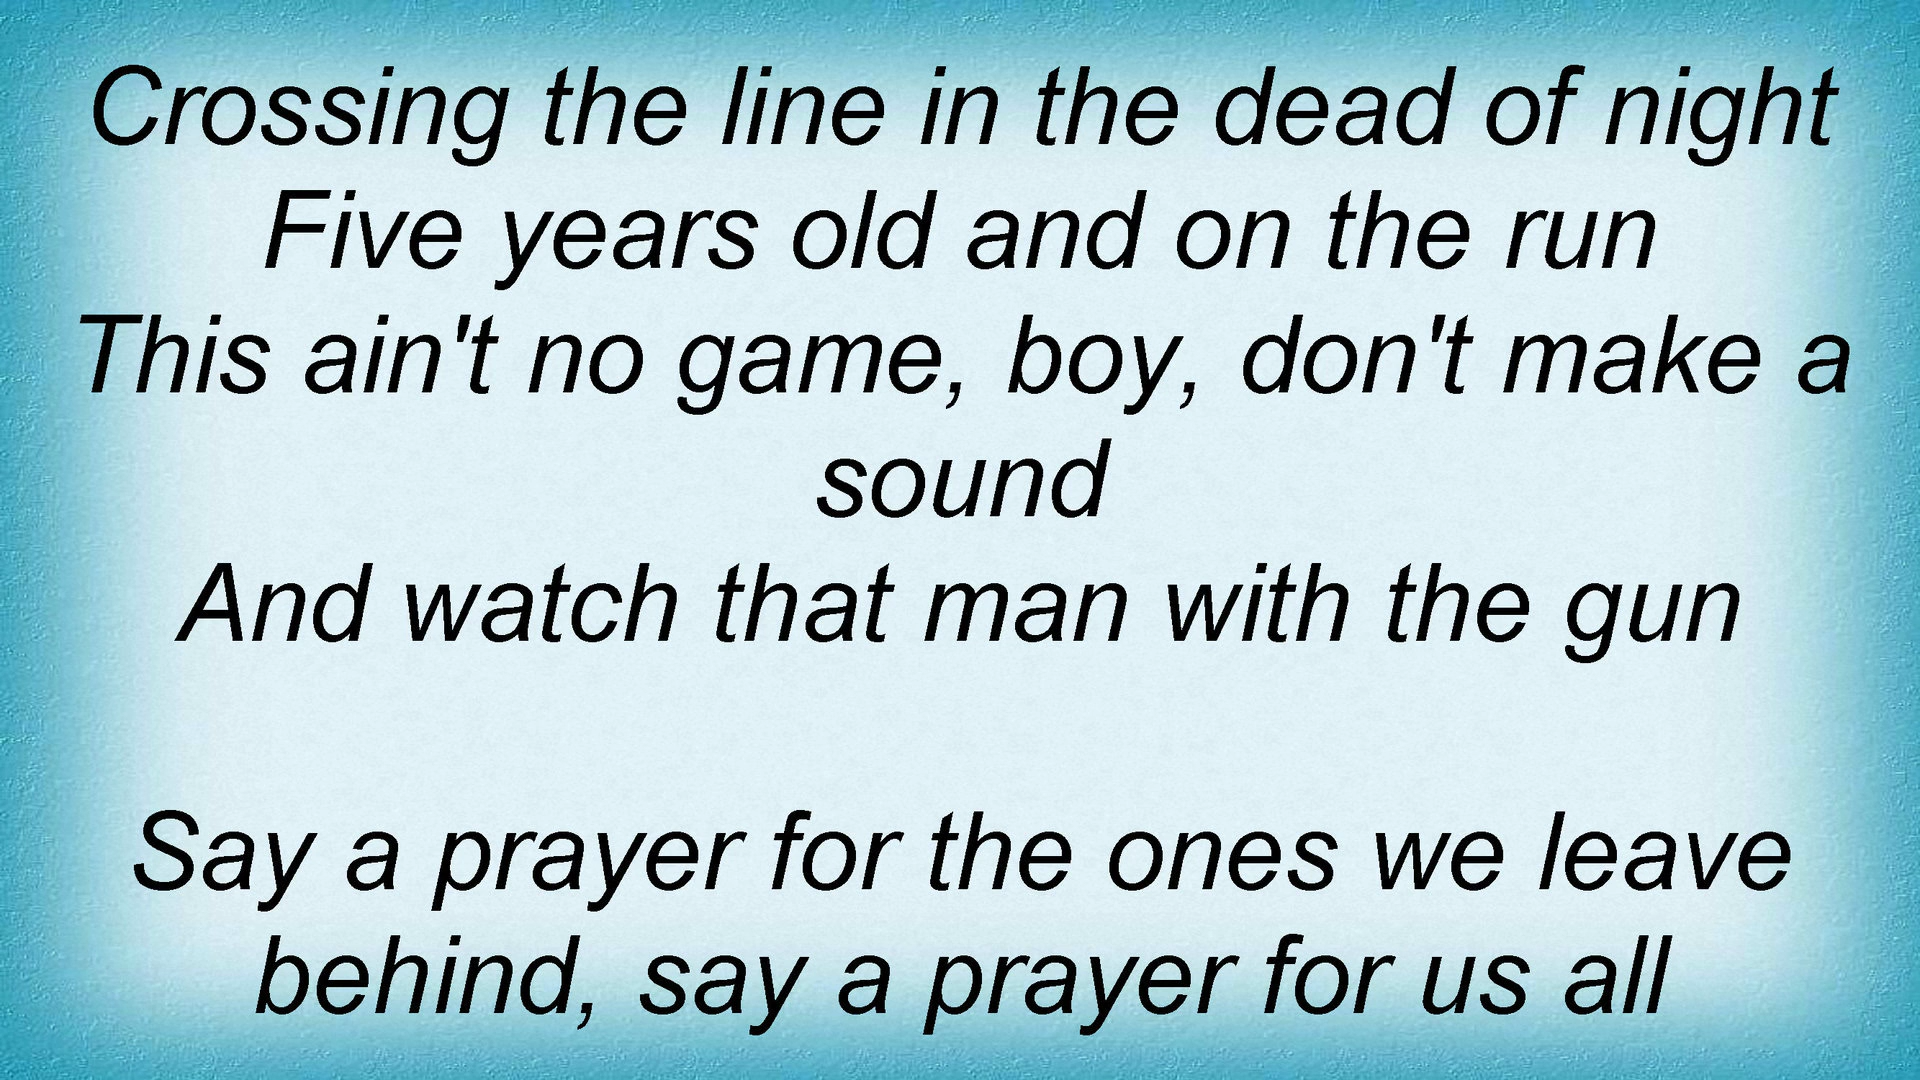 Crossing the line in the dead of night
Five years old and on the run
This ain't no game, boy, don't make a
sound
And watch that man with the gun
Say a prayer for the ones we leave
behind, say a prayer for us all